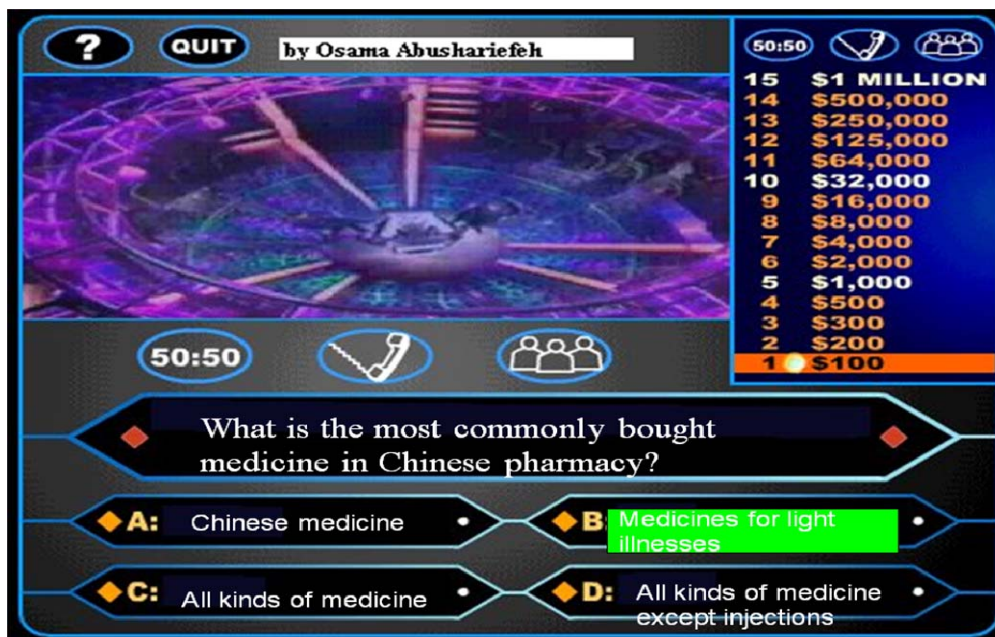 ?
QUIT
by Osama Abushariefeh
50:50
15 $1 MILLION
14 $500,000
13 $250,000
12 $125,000
11 $64,000
10 $32,000
9 $16,000
8 $8,000
7 $4,000
6 $2,000
5 $1,000
4 $500
3 $300
2 $200
1 $100
50:50
What is the most commonly bought
medicine in Chinese pharmacy?
A: Chinese medicine
B: Medicines for light
illnesses
C: All kinds of medicine
D: All kinds of medicine
except injections